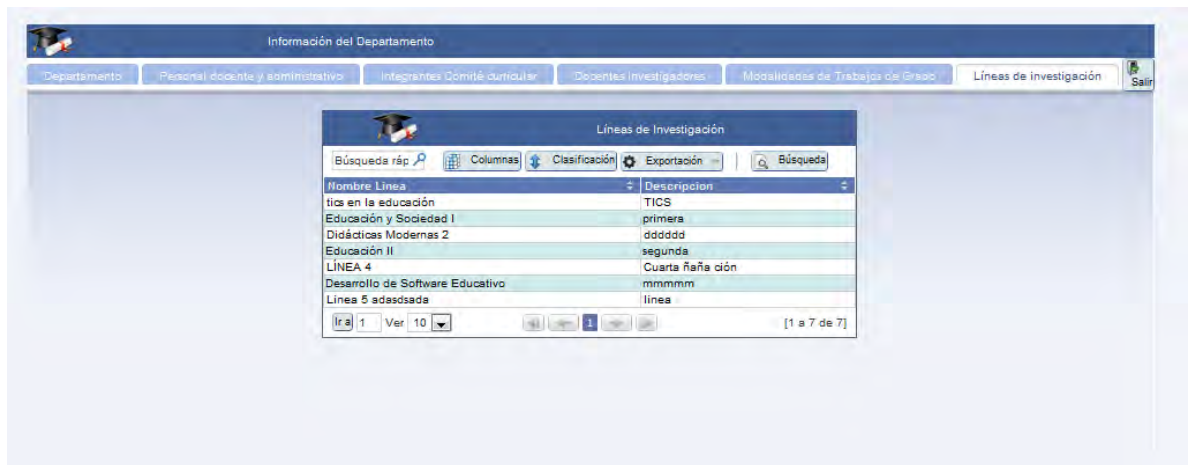 Información del Departamento
Departamento Personal docente y administrativo Integrantes Comité curricular Docentes investigadores Modalidades de Trabajos de Grado Líneas de investigación Salir
Líneas de Investigación
Búsqueda ráp Columnas Clasificación Exportación Búsqueda
Nombre Linea Descripcion
tics en la educación TICS
Educación y Sociedad I primera
Didácticas Modernas 2 dddddd
Educación II segunda
LÍNEA 4 Cuarta ñaña ción
Desarrollo de Software Educativo mmmmm
Linea 5 adasdsada linea
Ir a 1 Ver 10 1 [1 a 7 de 7]